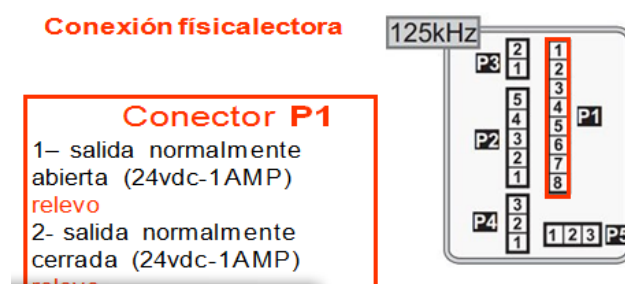 Conexión físicalectora
125kHz
Conector P1
1– salida normalmente
abierta (24vdc-1AMP)
relevo
2- salida normalmente
cerrada (24vdc-1AMP)
P3
2
1
P2
5
4
3
2
1
P4
3
2
1
1
2
3
4
5
6
7
8
P1
1 2 3 P5